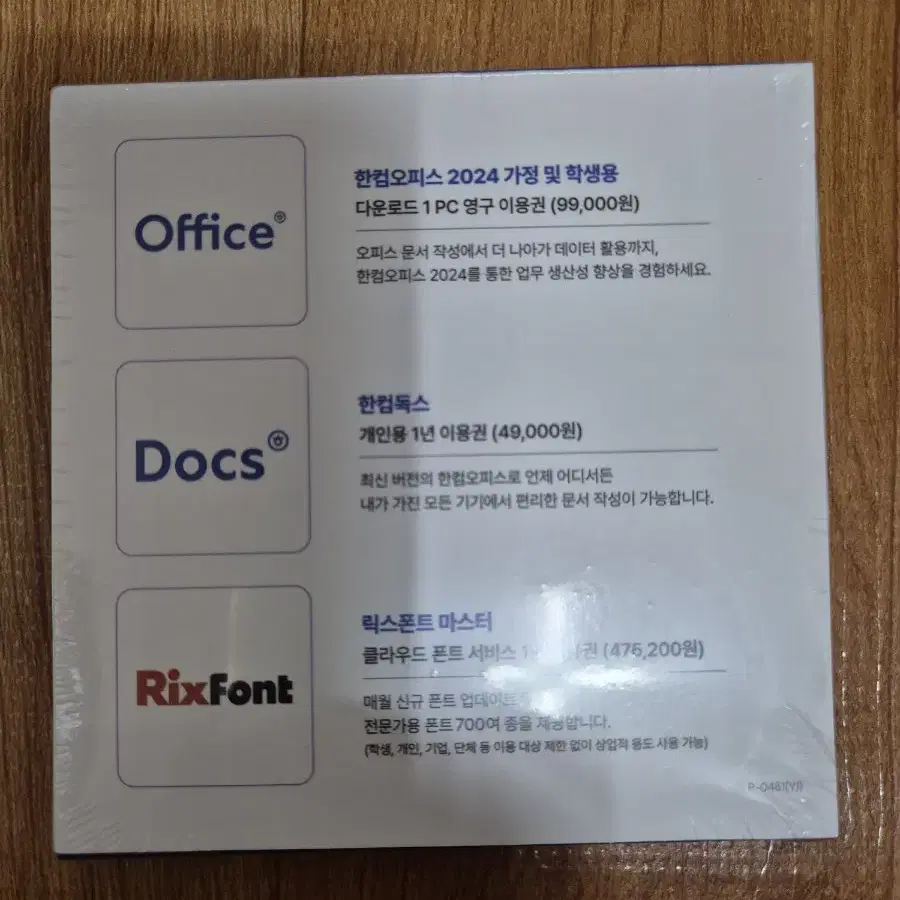 Office®
한컴오피스 2024 가정 및 학생용
다운로드 1 PC 영구 이용권 (99,000원)
오피스 문서 작성에서 더 나아가 데이터 활용까지,
한컴오피스 2024를 통한 업무 생산성 향상을 경험하세요.
Docs
한컴독스
개인용 1년 이용권 (49,000원)
최신 버전의 한컴오피스로 언제 어디서든
내가 가진 모든 기기에서 편리한 문서 작성이 가능합니다.
RixFont
릭스폰트 마스터
클라우드 폰트 서비스 (475,200원)
매월 신규 폰트 업데이트
전문가용 폰트 700여 종을 제공합니다.
(학생, 개인, 기업, 단체 등 이용 대상 제한 없이 상업적 용도 사용 가능)
P-0481(YJ)